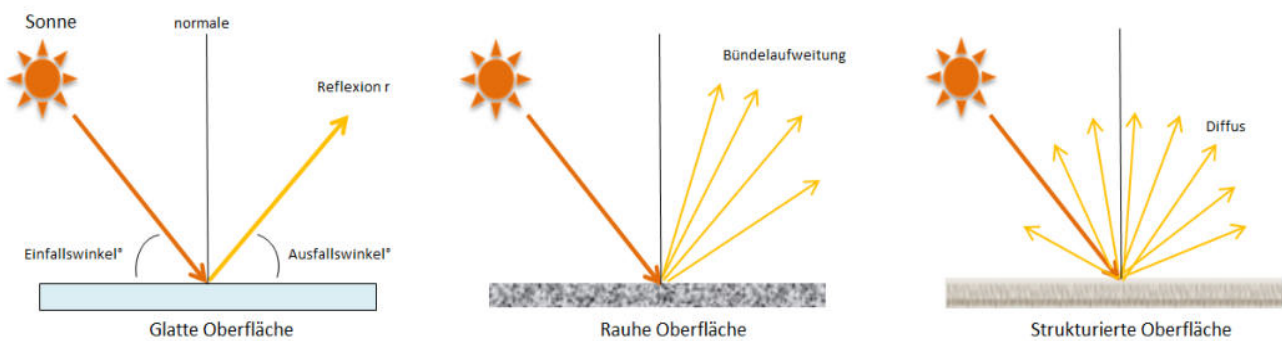 Sonne
normale
Reflexion r
Einfallswinkel°
Ausfallswinkel°
Glatte Oberfläche
Bündelaufweitung
Rauhe Oberfläche
Diffus
Strukturierte Oberfläche